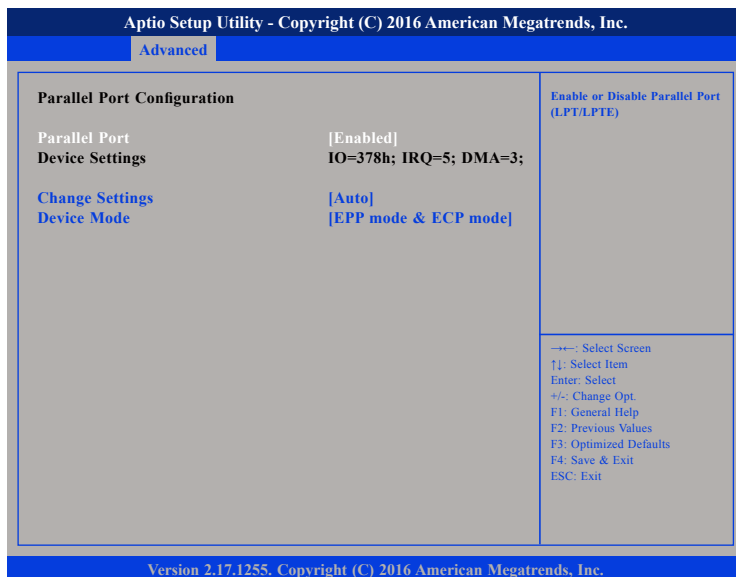 Aptio Setup Utility - Copyright (C) 2016 American Megatrends, Inc.
Advanced
Parallel Port Configuration
Parallel Port [Enabled]
Device Settings IO=378h; IRQ=5; DMA=3;
Change Settings [Auto]
Device Mode [EPP mode & ECP mode]
Enable or Disable Parallel Port
(LPT/LPTE)
→←: Select Screen
↑↓: Select Item
Enter: Select
+/-: Change Opt.
F1: General Help
F2: Previous Values
F3: Optimized Defaults
F4: Save & Exit
ESC: Exit
Version 2.17.1255. Copyright (C) 2016 American Megatrends, Inc.